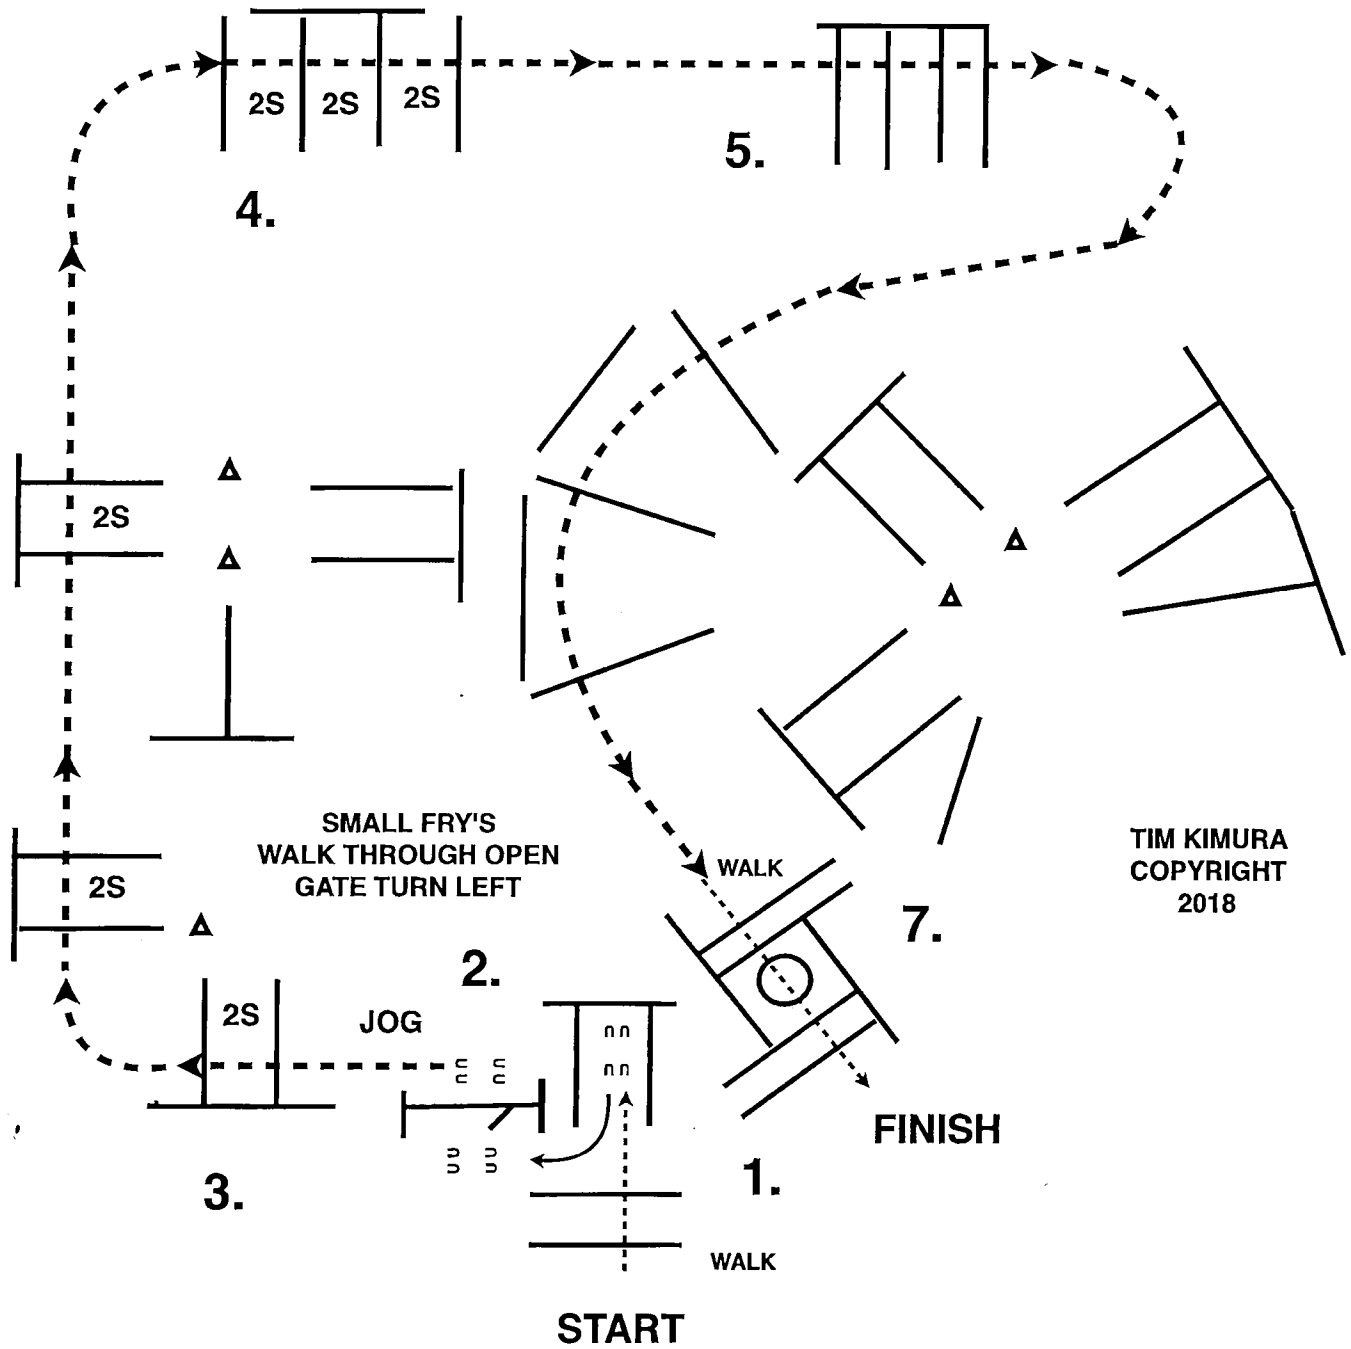 2S
2S
2S
5.
4.
2S
2S
SMALL FRY'S
WALK THROUGH OPEN
GATE TURN LEFT
TIM KIMURA
COPYRIGHT
2018
WALK
7.
2.
2S
JOG
FINISH
3.
1.
WALK
START